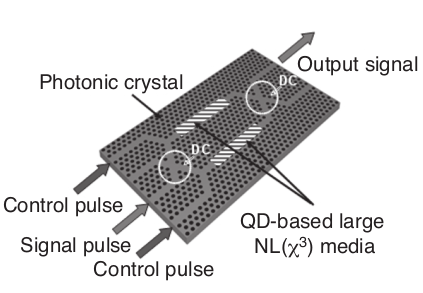 Output signal
Photonic crystal
DC
DC
Control pulse
Signal pulse
Control pulse
QD-based large
NL(χ³) media